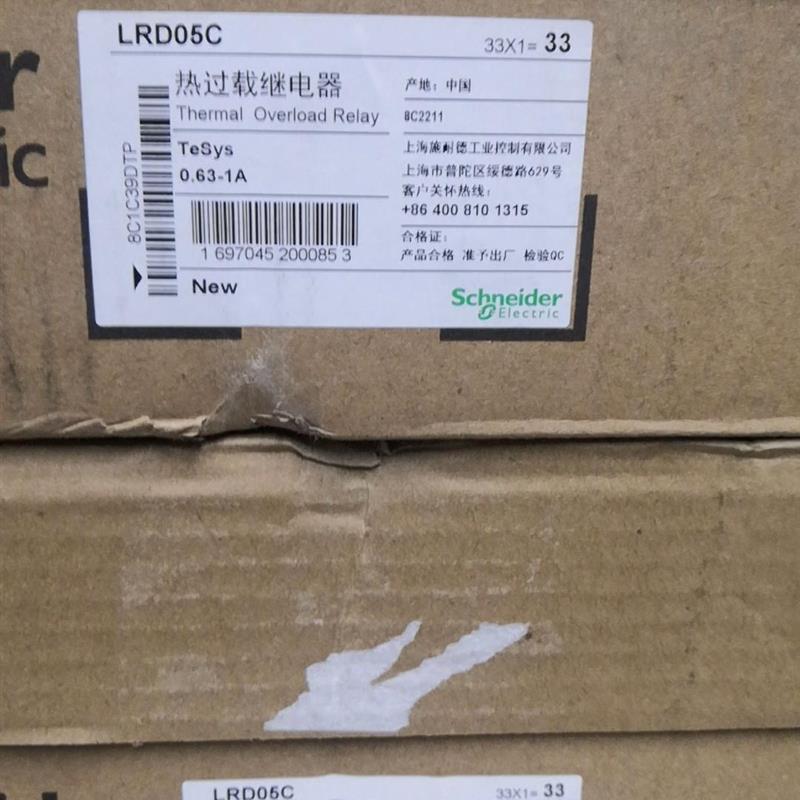 LRD05C
33X1= 33
热过载继电器
Thermal Overload Relay
TeSys
0.63-1A
8C1C39DTP
1 697045 200085 3
New
产地: 中国
8C2211
上海施耐德工业控制有限公司
上海市普陀区绥德路629号
客户关怀热线:
+86 400 810 1315
合格证:
产品合格 准予出厂 检验QC
Schneider
Electric
r
ic
LRD05C
33X1= 33